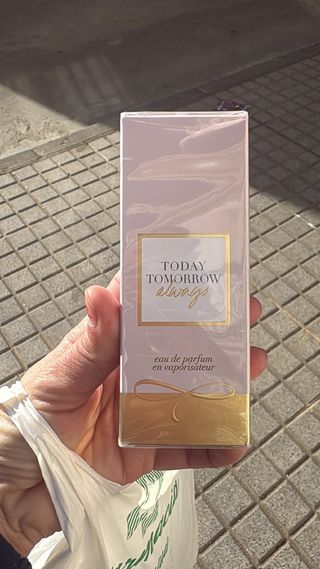 TODAY
TOMORROW
always
eau de parfum
en vaporisateur